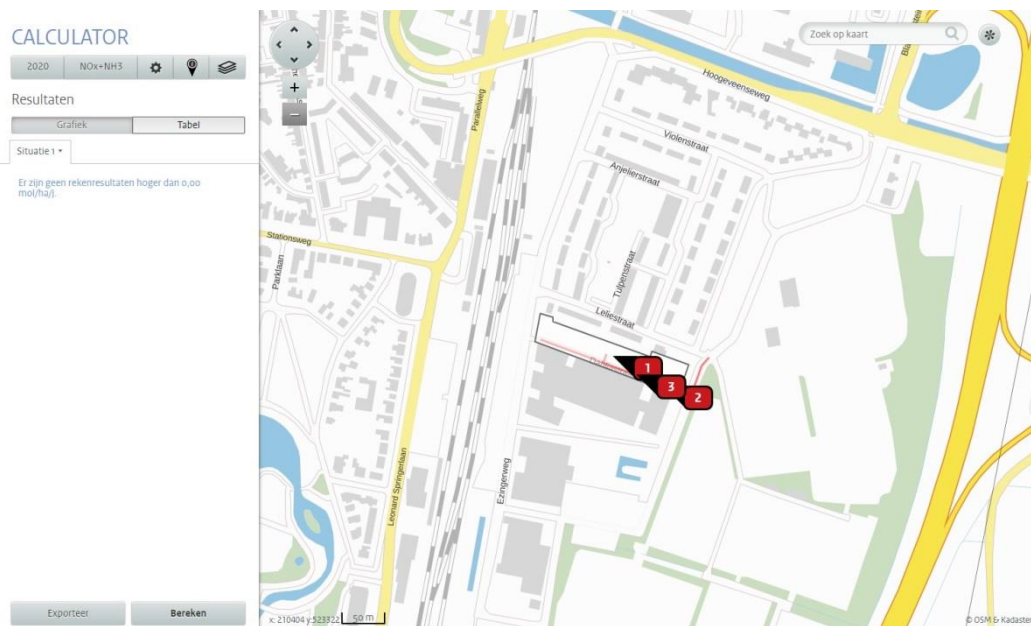 CALCULATOR
2020
NOx+NH3
Resultaten
Grafiek
Tabel
Situatie 1
Er zijn geen rekenresultaten hoger dan 0,00
mol/ha/j.
Exporteer
Bereken
Zoek op kaart
Hoogeveenseweg
Parallelweg
Violenstraat
Anjelierstraat
Stationsweg
Parklaan
Tulpenstraat
Leliestraat
1
3
2
Ezingerweg
Leonard Springerlaan
x: 210404 y:523322
50 m
© OSM & Kadaster